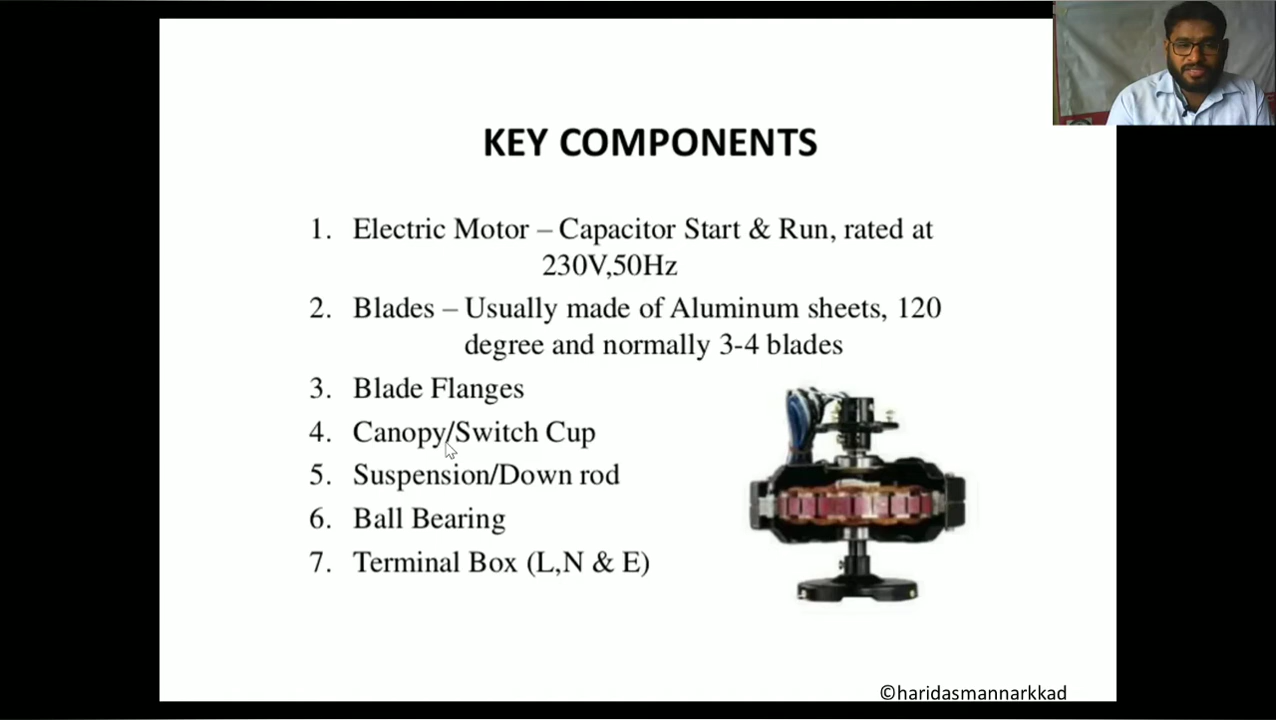 KEY COMPONENTS
1. Electric Motor – Capacitor Start & Run, rated at
230V,50Hz
2. Blades – Usually made of Aluminum sheets, 120
degree and normally 3-4 blades
3. Blade Flanges
4. Canopy/Switch Cup
5. Suspension/Down rod
6. Ball Bearing
7. Terminal Box (L,N & E)
©haridasmannarkkad